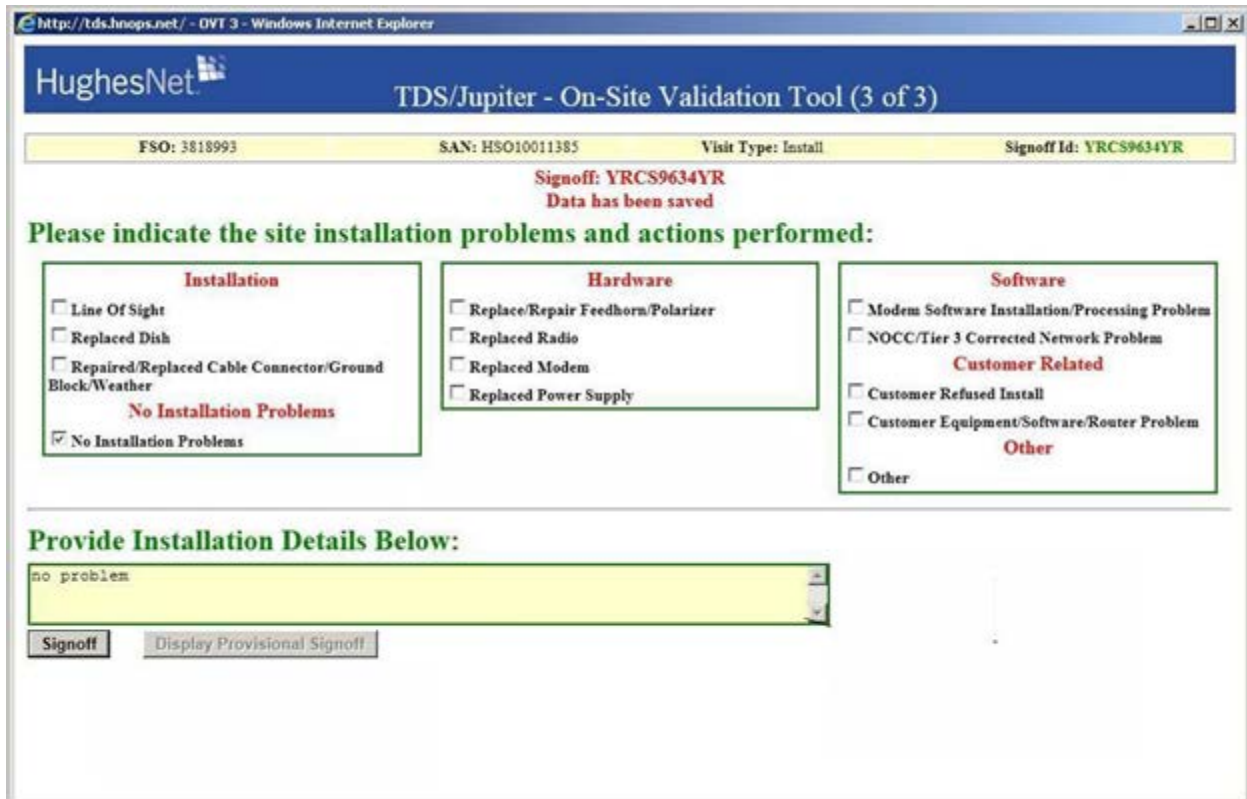 http://tds.hnops.net/ - OVT 3 - Windows Internet Explorer
HughesNet.
TDS/Jupiter - On-Site Validation Tool (3 of 3)
FSO: 3818993 SAN: HSO10011385 Visit Type: Install Signoff Id: YRCS9634YR
Signoff: YRCS9634YR
Data has been saved
Please indicate the site installation problems and actions performed:
Installation
Line Of Sight
Replaced Dish
Repaired/Replaced Cable Connector/Ground
Block/Weather
No Installation Problems
No Installation Problems
Hardware
Replace/Repair Feedhorn/Polarizer
Replaced Radio
Replaced Modem
Replaced Power Supply
Software
Modem Software Installation/Processing Problem
NOCC/Tier 3 Corrected Network Problem
Customer Related
Customer Refused Install
Customer Equipment/Software/Router Problem
Other
Other
Provide Installation Details Below:
no problem
Signoff Display Provisional Signoff